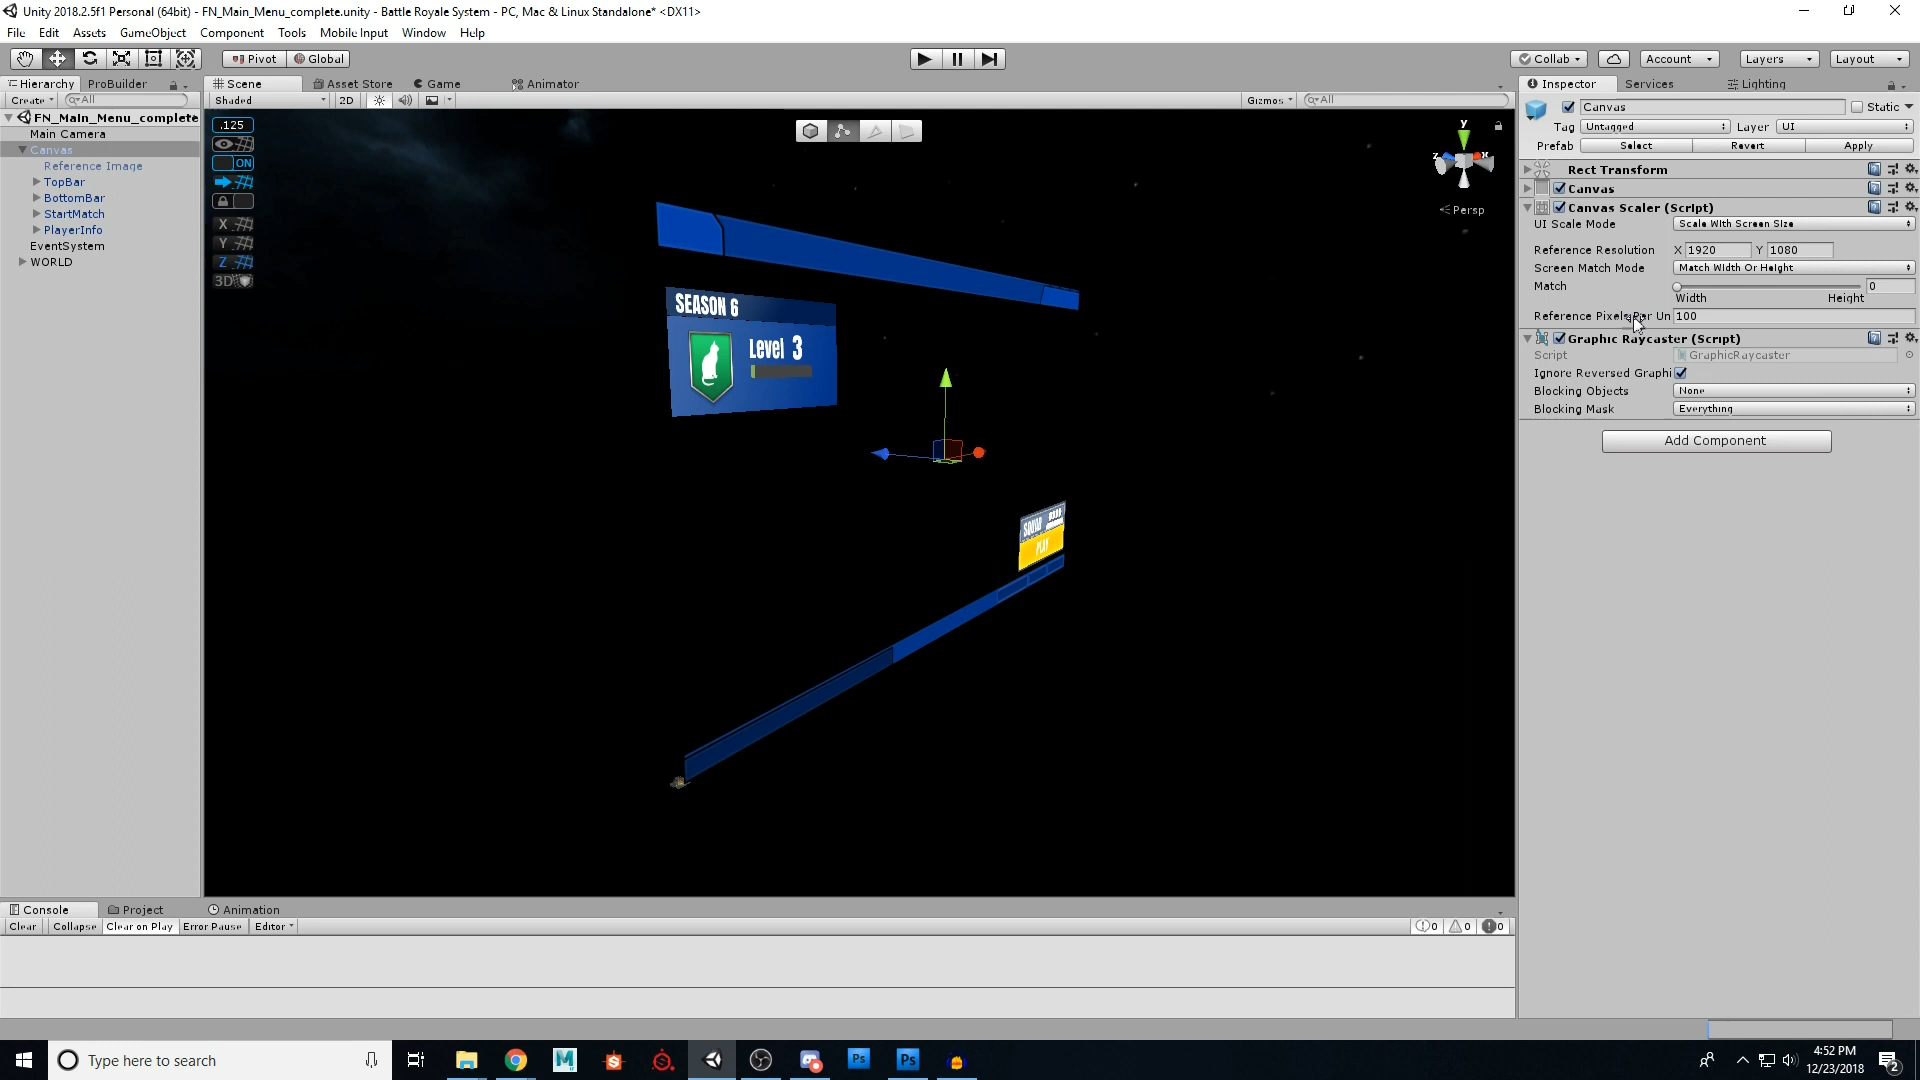 Unity 2018.2.5f1 Personal (64bit) - FN_Main_Menu_complete.unity - Battle Royale System - PC, Mac & Linux Standalone* <DX11>
File Edit Assets GameObject Component Tools Mobile Input Window Help
Pivot Global Collab Account Layers Layout
Hierarchy ProBuilder Scene Asset Store Game Animator Inspector Services Lighting
Create All Shaded 2D Gizmos All
FN_Main_Menu_complete
Main Camera
Canvas
Reference Image
TopBar
BottomBar
StartMatch
PlayerInfo
EventSystem
WORLD
.125
ON
X
Y
Z
3D
y
z x
Persp
SEASON 6
Level 3
SQUAD
PLAY
Canvas Static
Tag Untagged Layer UI
Prefab Select Revert Apply
Rect Transform
Canvas
Canvas Scaler (Script)
UI Scale Mode Scale With Screen Size
Reference Resolution X 1920 Y 1080
Screen Match Mode Match Width Or Height
Match 0
Width Height
Reference Pixels Per Un 100
Graphic Raycaster (Script)
Script GraphicRaycaster
Ignore Reversed Graphi
Blocking Objects None
Blocking Mask Everything
Add Component
Console Project Animation
Clear Collapse Clear on Play Error Pause Editor 0 0 0
Type here to search
4:52 PM
12/23/2018
2